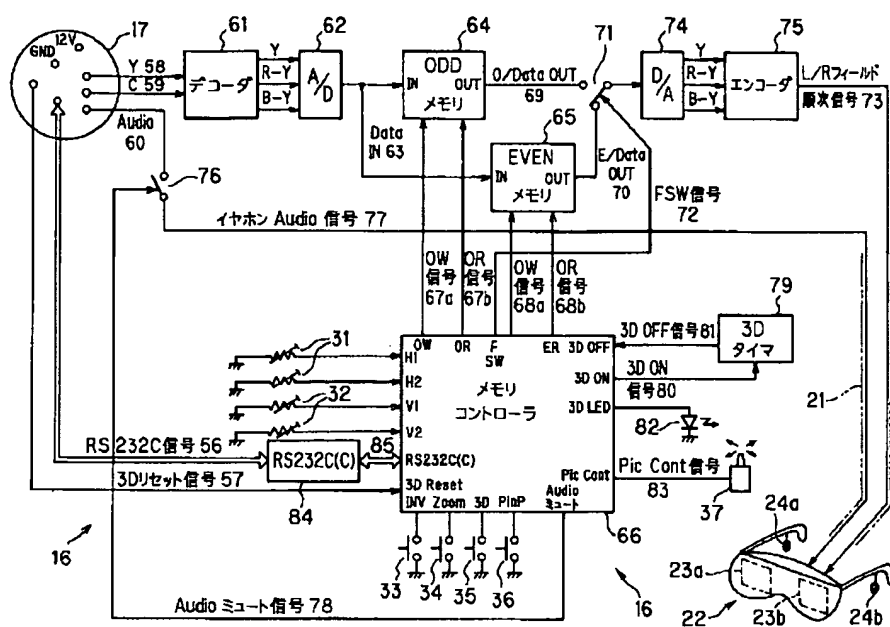 17
12V
GND
Y 58
C 59
Audio
60
61
デコーダ
Y
R-Y
B-Y
62
A/D
64
ODD
IN OUT
メモリ
O/Data OUT
69
71
74
D/A
Y
R-Y
B-Y
75
エンコーダ
L/Rフィールド
順次信号 73
Data
IN 63
65
EVEN
IN OUT
メモリ
E/Data
OUT
70
FSW信号
72
76
イヤホン Audio 信号 77
OW
信号
67a
OR
信号
67b
OW
信号
68a
OR
信号
68b
79
3D
タイマ
3D OFF信号 81
3D ON
信号 80
31
32
OW OR F SW ER 3D OFF
H1
H2
V1
V2
メモリ
コントローラ
3D ON
3D LED
82
21
RS 232C信号 56
RS232C(C)
84
85
RS232C(C)
3Dリセット信号 57
3D Reset
INV Zoom 3D PinP
Pic Cont
Audio
ミュート
Pic Cont 信号
83
37
66
16
33
34
35
36
16
Audio ミュート信号 78
24a
23a
22
23b
24b